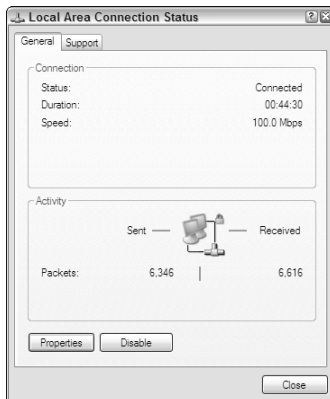 Local Area Connection Status
General Support
Connection
Status: Connected
Duration: 00:44:30
Speed: 100.0 Mbps
Activity
Sent — — Received
Packets: 6,346 | 6,616
Properties Disable
Close